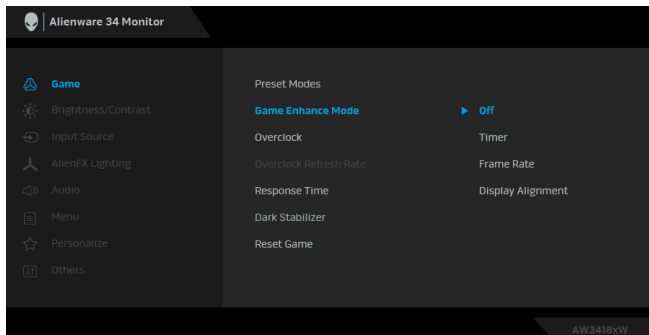 Alienware 34 Monitor
Game
Brightness/Contrast
Input Source
AlienFX Lighting
Audio
Menu
Personalize
Others
Preset Modes
Game Enhance Mode
Overclock
Overclock Refresh Rate
Response Time
Dark Stabilizer
Reset Game
Off
Timer
Frame Rate
Display Alignment
AW3418xW